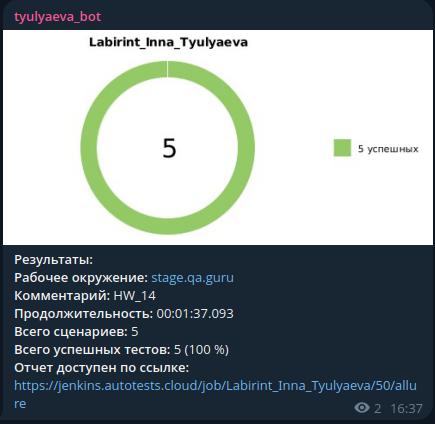 tyulyaeva_bot
Labirint_Inna_Tyulyaeva
5
5 успешных
Результаты:
Рабочее окружение: stage.qa.guru
Комментарий: HW_14
Продолжительность: 00:01:37.093
Всего сценариев: 5
Всего успешных тестов: 5 (100 %)
Отчет доступен по ссылке:
https://jenkins.autotests.cloud/job/Labirint_Inna_Tyulyaeva/50/allu
re
2 16:37